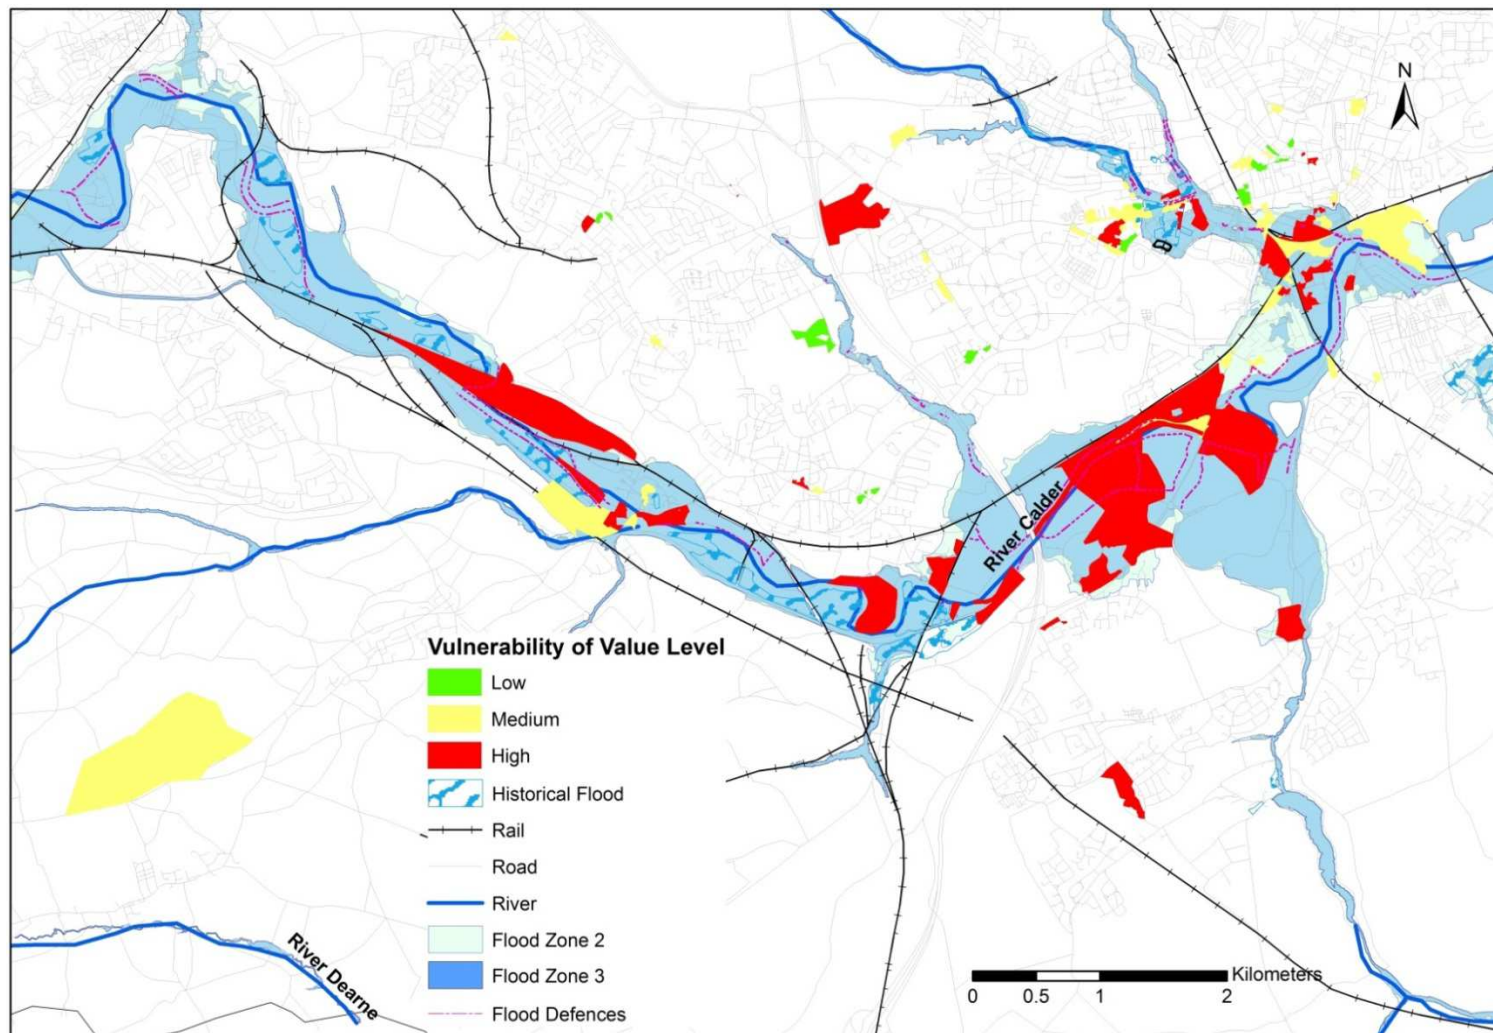 N
River Calder
Vulnerability of Value Level
Low
Medium
High
Historical Flood
Rail
Road
River
Flood Zone 2
Flood Zone 3
Flood Defences
River Dearne
Kilometers
0 0.5 1 2